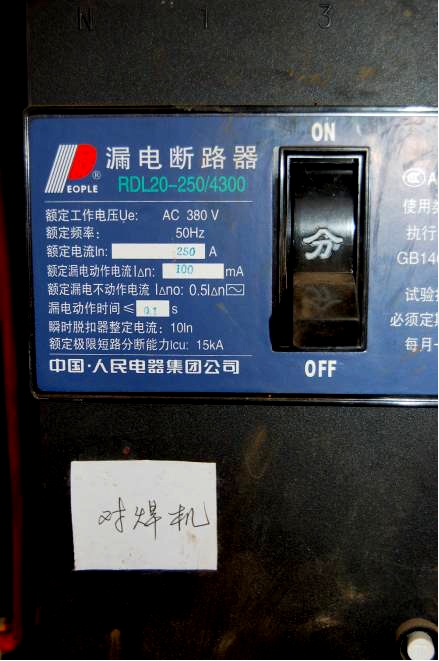 N 1 3
ON
PEOPLE ®
漏电断路器
RDL20-250/4300
额定工作电压Ue: AC 380 V
额定频率: 50Hz
额定电流In: 250 A
额定漏电动作电流I△n: 100 mA
额定漏电不动作电流 I△no: 0.5I△n
漏电动作时间 ≤ 0.1 s
瞬时脱扣器整定电流: 10In
额定极限短路分断能力Icu: 15kA
中国·人民电器集团公司
分
OFF
A
使用类
执行
GB140
试验
必须定期
每月一
对焊机